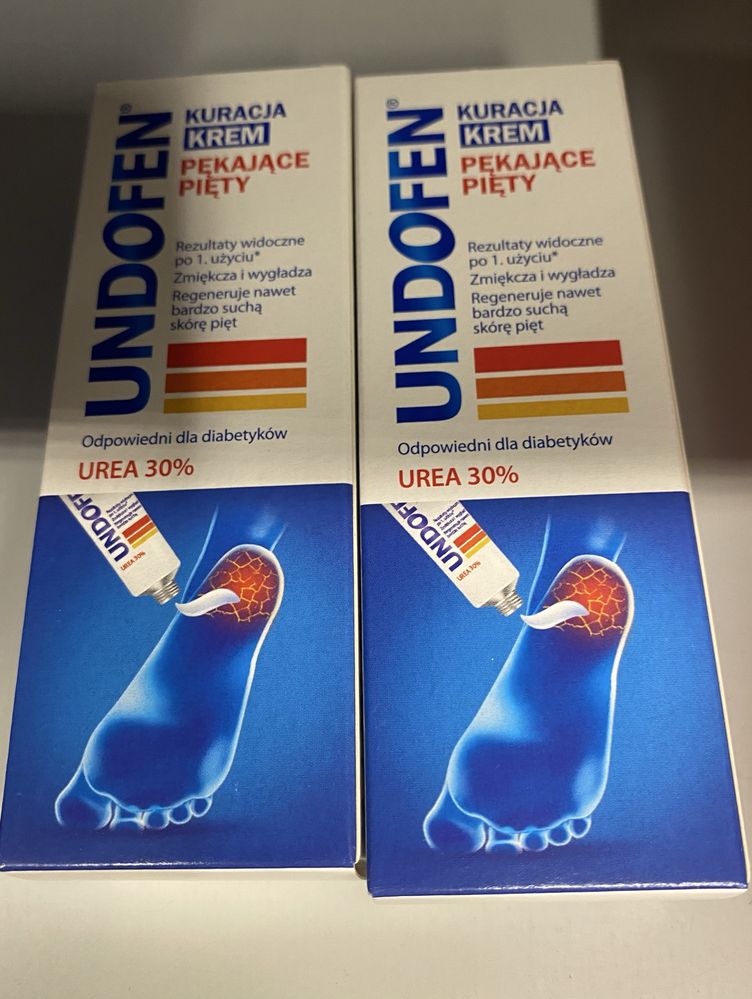 UNDOFEN®
KURACJA
KREM
PĘKAJĄCE
PIĘTY
Rezultaty widoczne
po 1. użyciu*
Zmiękcza i wygładza
Regeneruje nawet
bardzo suchą
skórę pięt
Odpowiedni dla diabetyków
UREA 30%
UNDOFEN
UREA 30%
UNDOFEN®
KURACJA
KREM
PĘKAJĄCE
PIĘTY
Rezultaty widoczne
po 1. użyciu*
Zmiękcza i wygładza
Regeneruje nawet
bardzo suchą
skórę pięt
Odpowiedni dla diabetyków
UREA 30%
UNDOFEN
UREA 30%